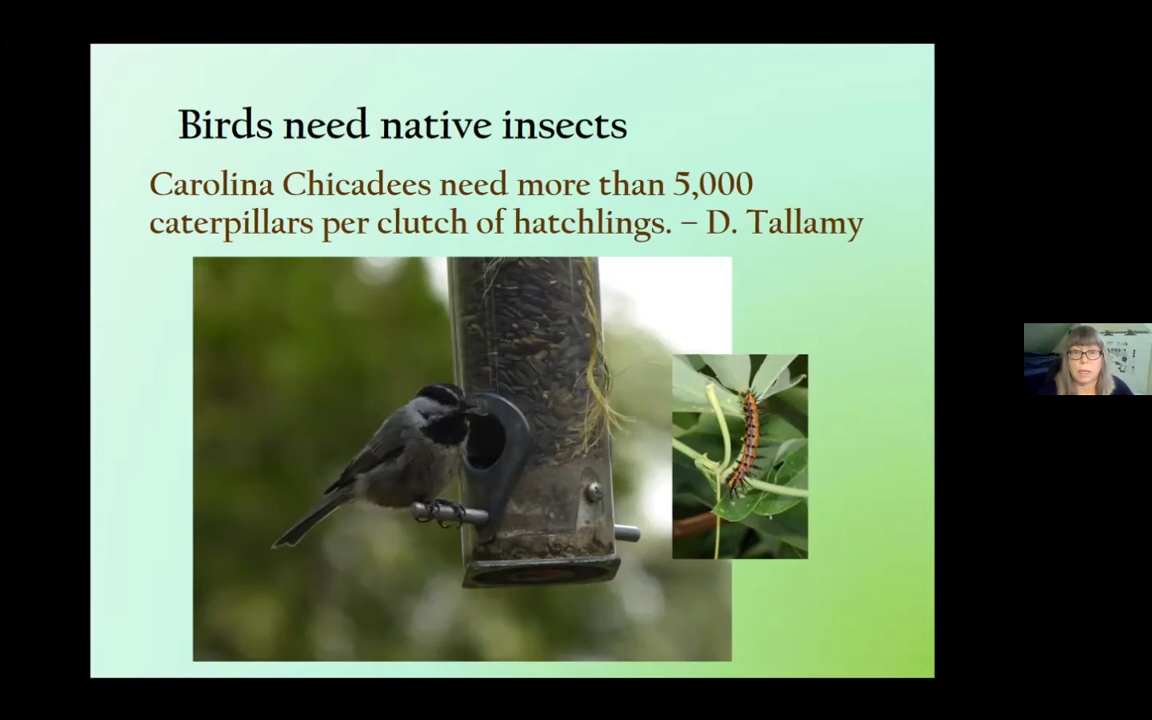 Birds need native insects
Carolina Chicadees need more than 5,000
caterpillars per clutch of hatchlings. – D. Tallamy